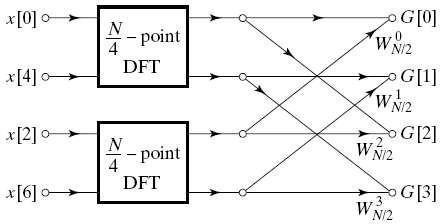 x[0]
N/4 – point
DFT
G[0]
W_{N/2}^0
x[4]
G[1]
W_{N/2}^1
x[2]
N/4 – point
DFT
G[2]
W_{N/2}^2
x[6]
G[3]
W_{N/2}^3